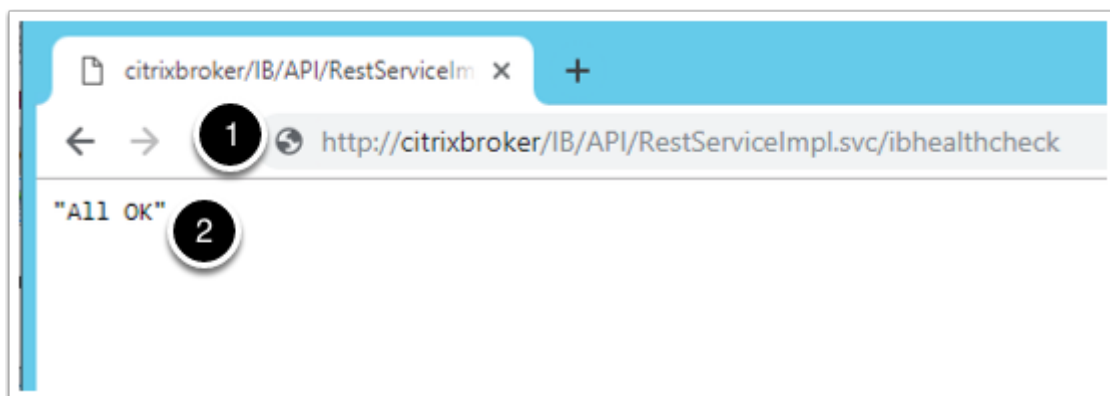 citrixbroker/IB/API/RestServiceIm
1
http://citrixbroker/IB/API/RestServiceImpl.svc/ibhealthcheck
"All OK"
2